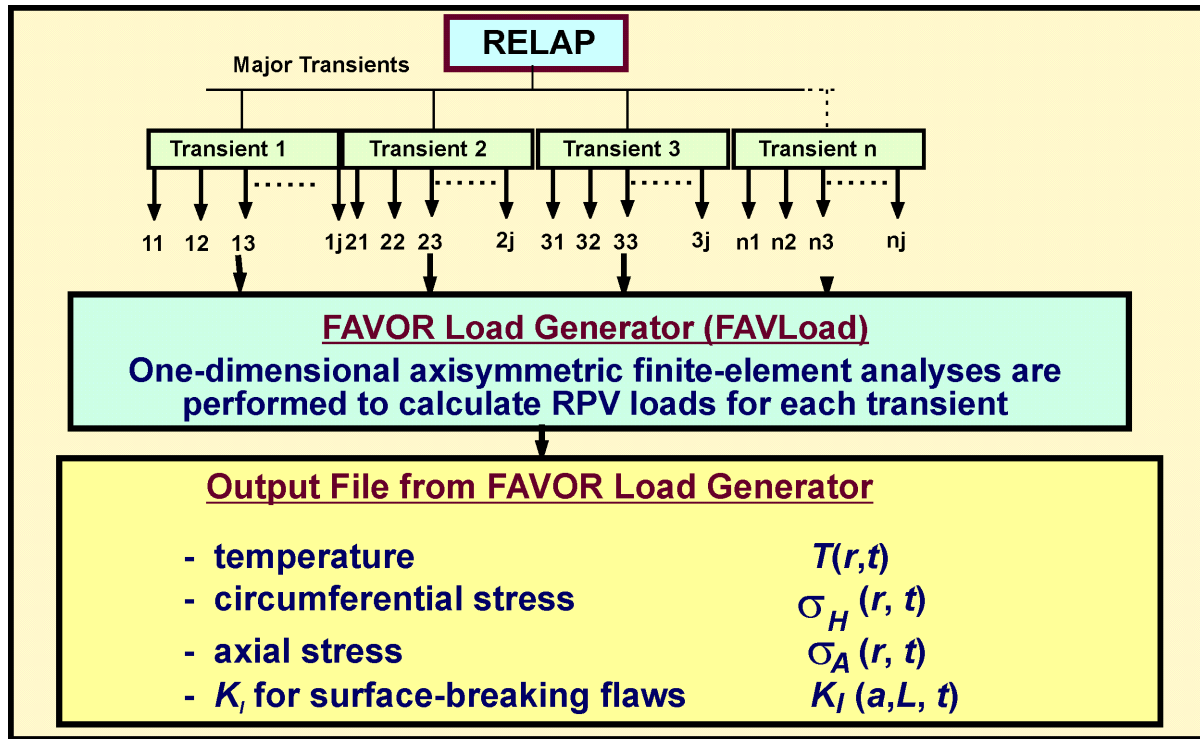 RELAP
Major Transients
Transient 1 Transient 2 Transient 3 Transient n
11 12 13 1j 21 22 23 2j 31 32 33 3j n1 n2 n3 nj
FAVOR Load Generator (FAVLoad)
One-dimensional axisymmetric finite-element analyses are
performed to calculate RPV loads for each transient
Output File from FAVOR Load Generator
- temperature T(r,t)
- circumferential stress σH (r, t)
- axial stress σA (r, t)
- KI for surface-breaking flaws KI (a,L, t)